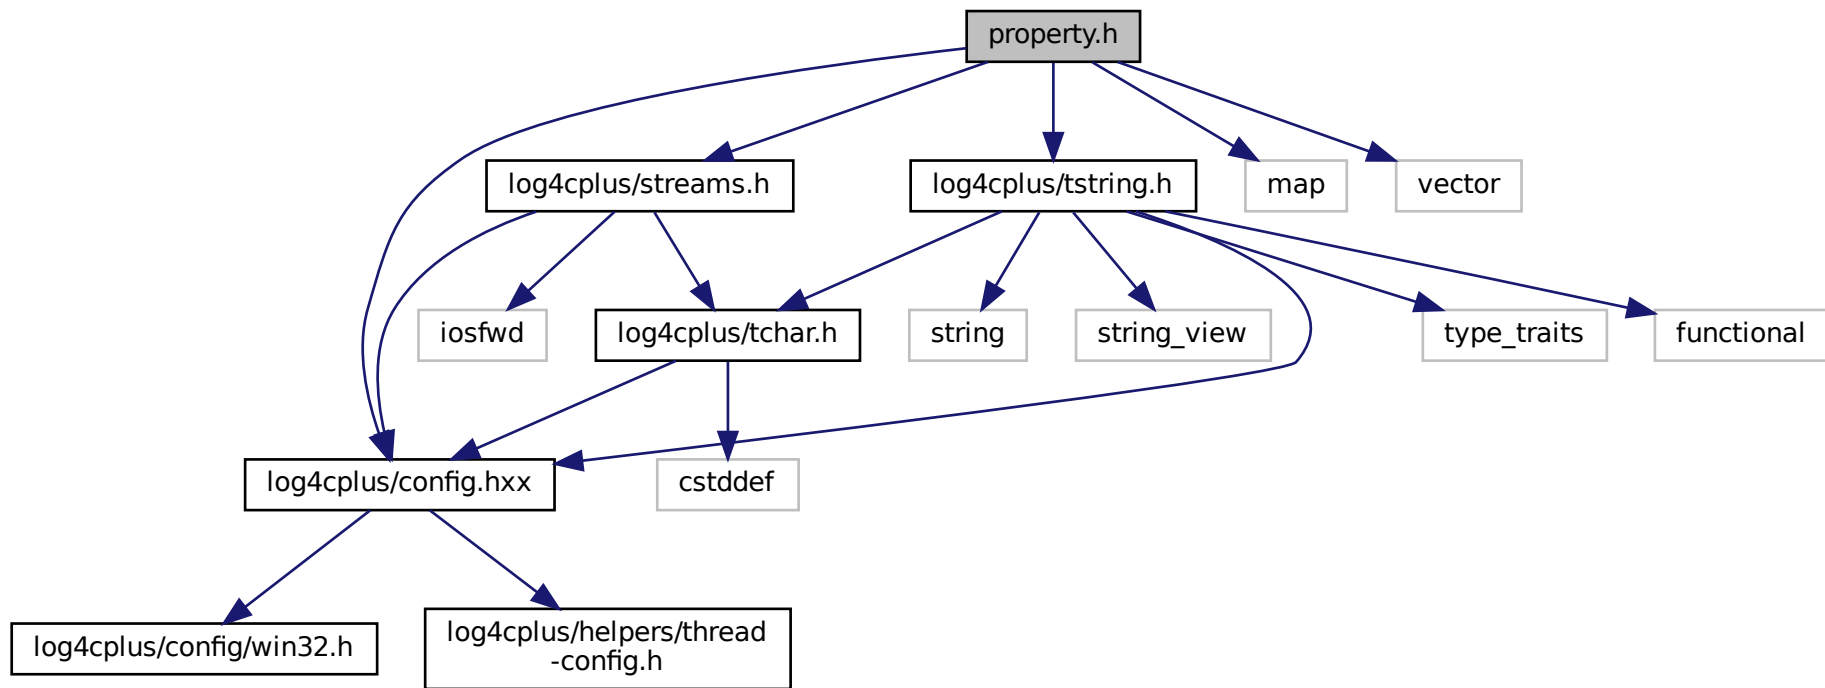 property.h
log4cplus/streams.h
log4cplus/tstring.h
map
vector
iosfwd
log4cplus/tchar.h
string
string_view
type_traits
functional
log4cplus/config.hxx
cstddef
log4cplus/config/win32.h
log4cplus/helpers/thread
-config.h